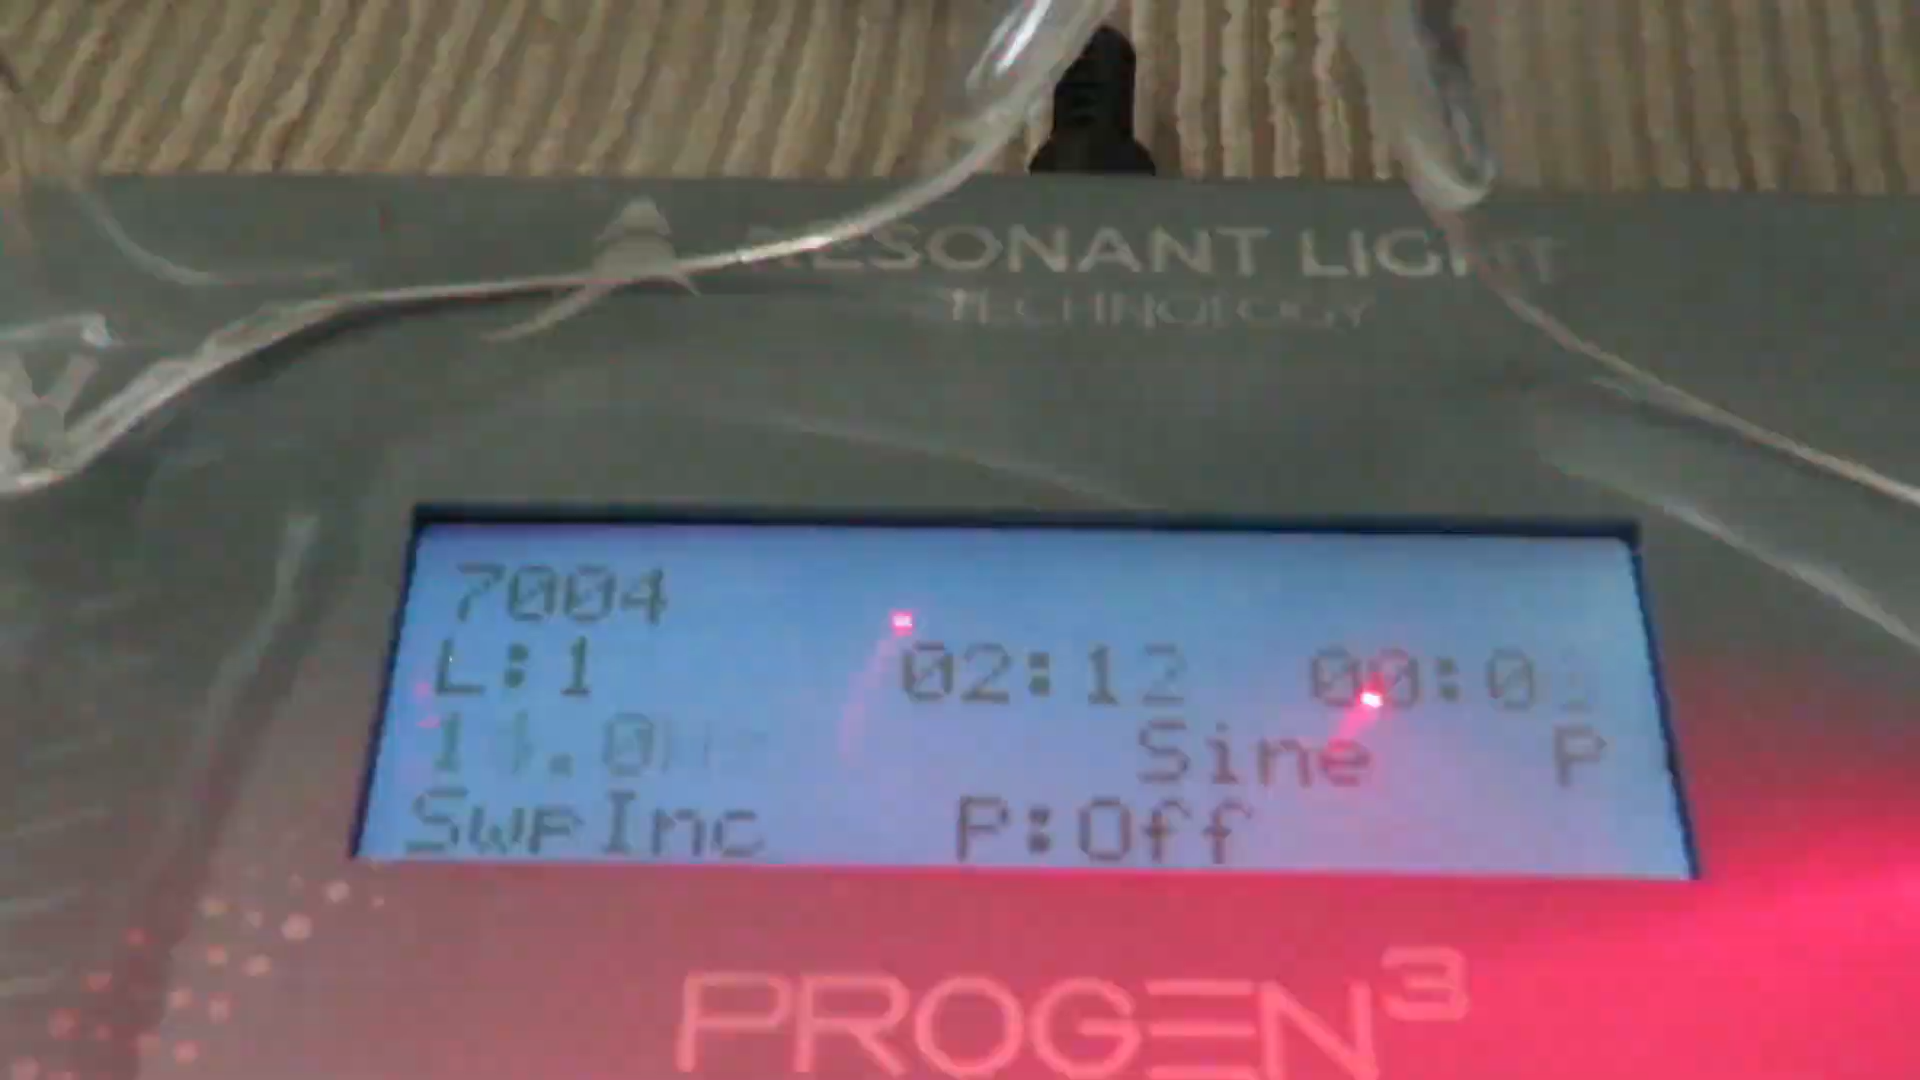 RESONANT LIGHT
TECHNOLOGY
7004
L:1 02:12
Sine P
SwpInc P:Off
PROGEN³